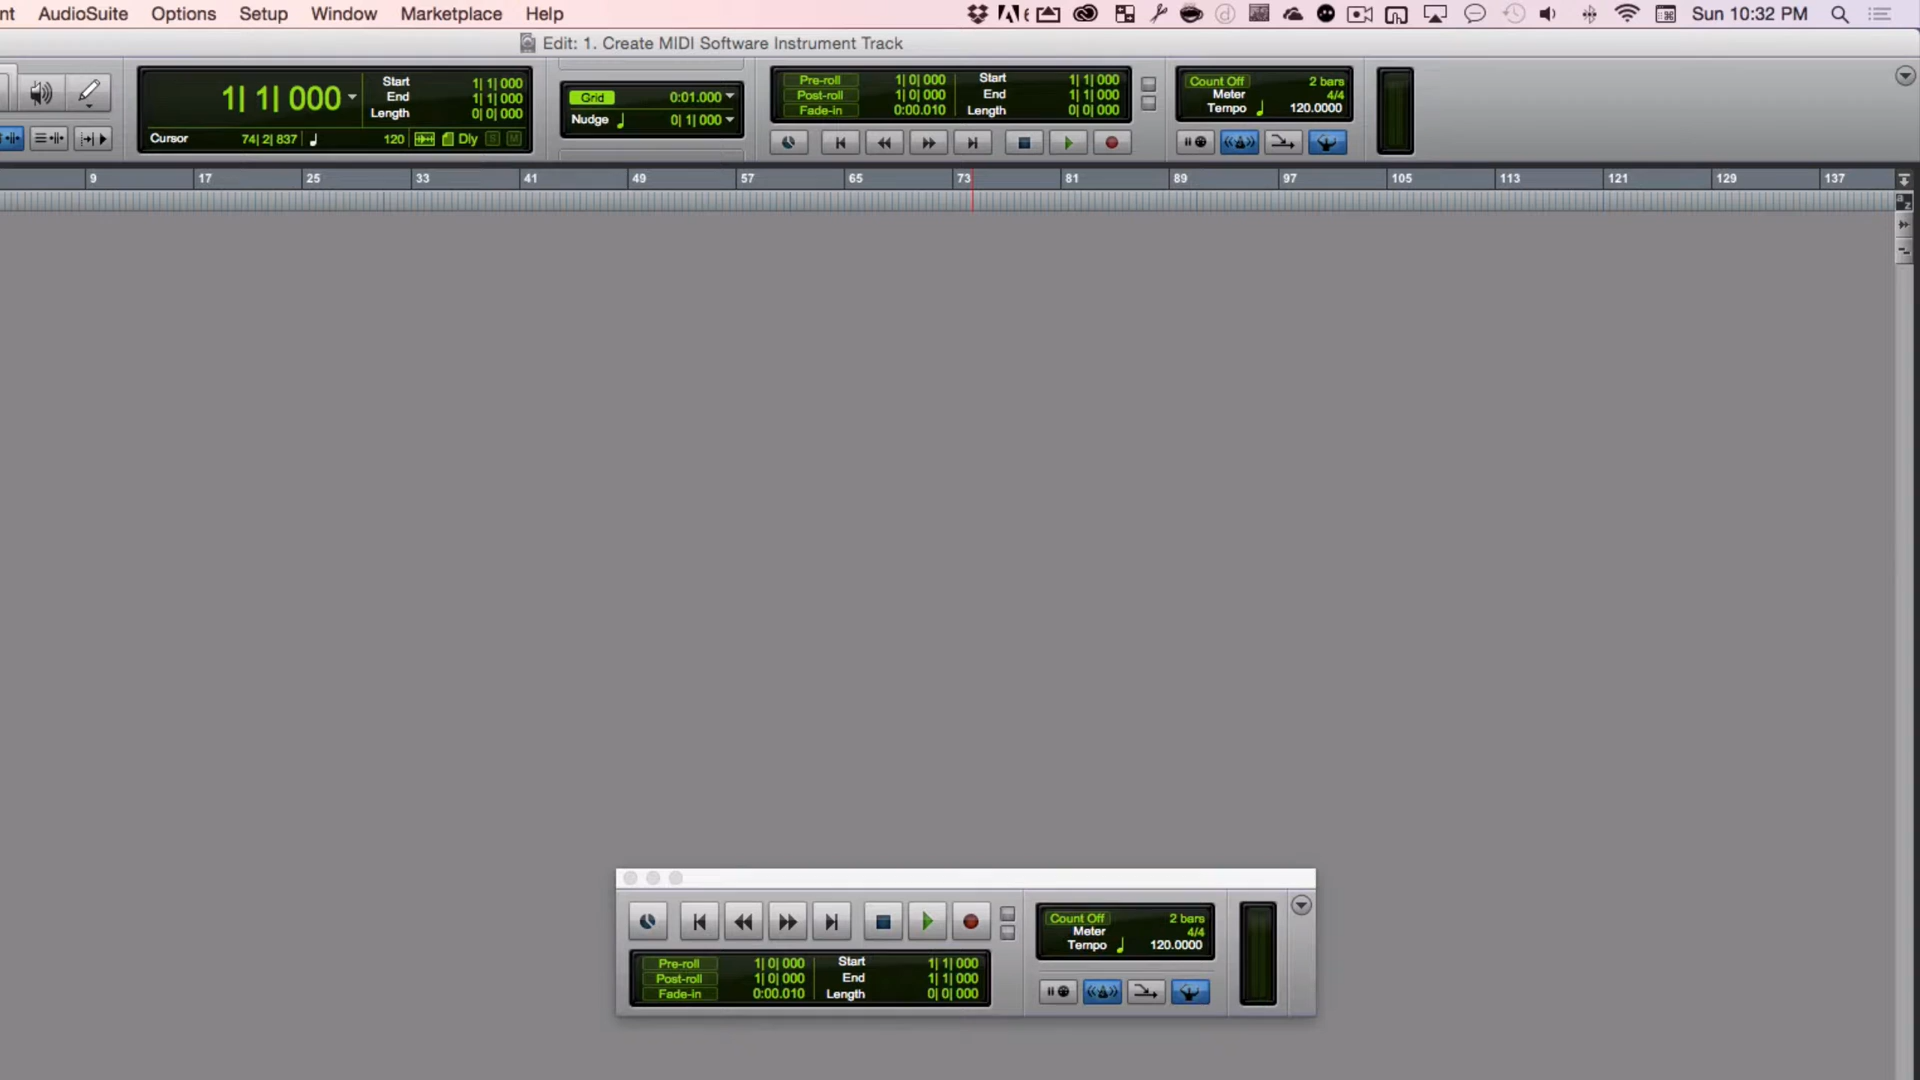 nt AudioSuite Options Setup Window Marketplace Help Sun 10:32 PM
Edit: 1. Create MIDI Software Instrument Track
1| 1| 000
Start 1| 1| 000
End 1| 1| 000
Length 0| 0| 000
Cursor 74| 2| 837 120 Dly S M
Grid 0:01.000
Nudge 0| 1| 000
Pre-roll 1| 0| 000 Start 1| 1| 000
Post-roll 1| 0| 000 End 1| 1| 000
Fade-in 0:00.010 Length 0| 0| 000
Count Off 2 bars
Meter 4/4
Tempo 120.0000
9 17 25 33 41 49 57 65 73 81 89 97 105 113 121 129 137
a z
Count Off 2 bars
Meter 4/4
Tempo 120.0000
Pre-roll 1| 0| 000 Start 1| 1| 000
Post-roll 1| 0| 000 End 1| 1| 000
Fade-in 0:00.010 Length 0| 0| 000